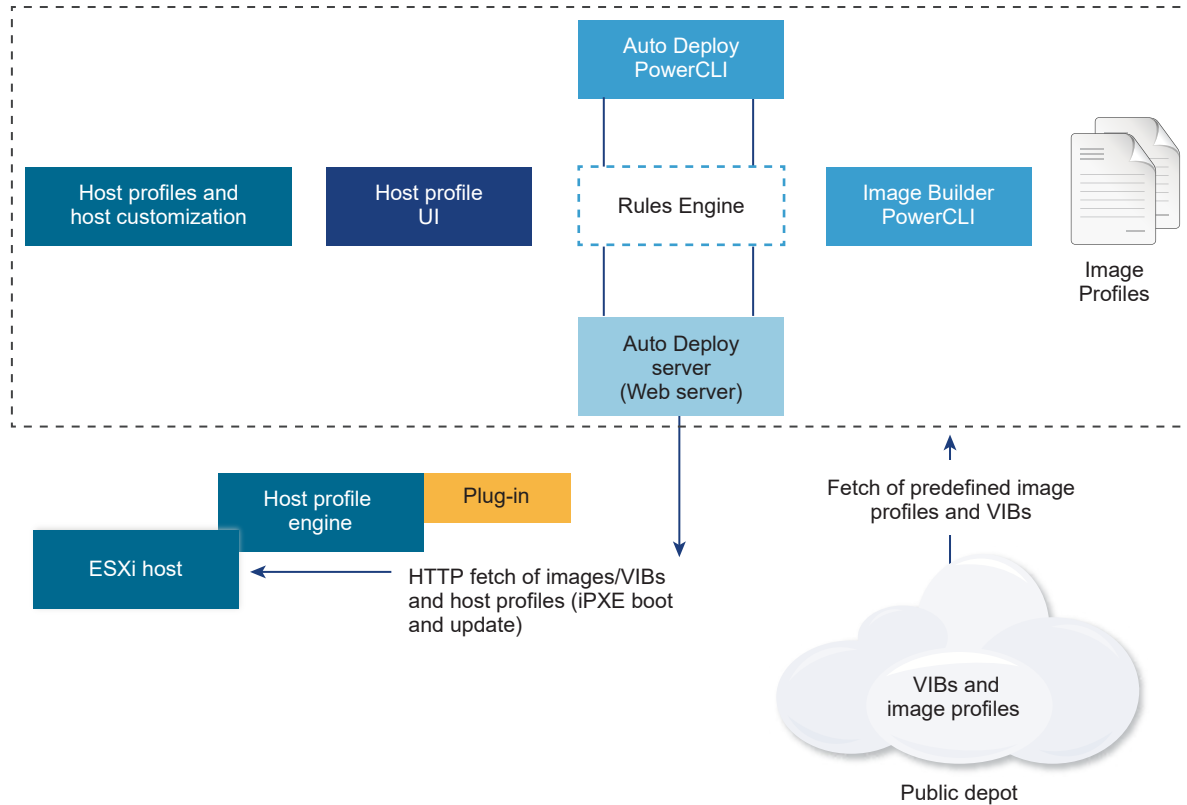 Auto Deploy
PowerCLI
Host profiles and
host customization
Host profile
UI
Rules Engine
Image Builder
PowerCLI
Image
Profiles
Auto Deploy
server
(Web server)
Host profile
engine
Plug-in
ESXi host
HTTP fetch of images/VIBs
and host profiles (iPXE boot
and update)
Fetch of predefined image
profiles and VIBs
VIBs and
image profiles
Public depot